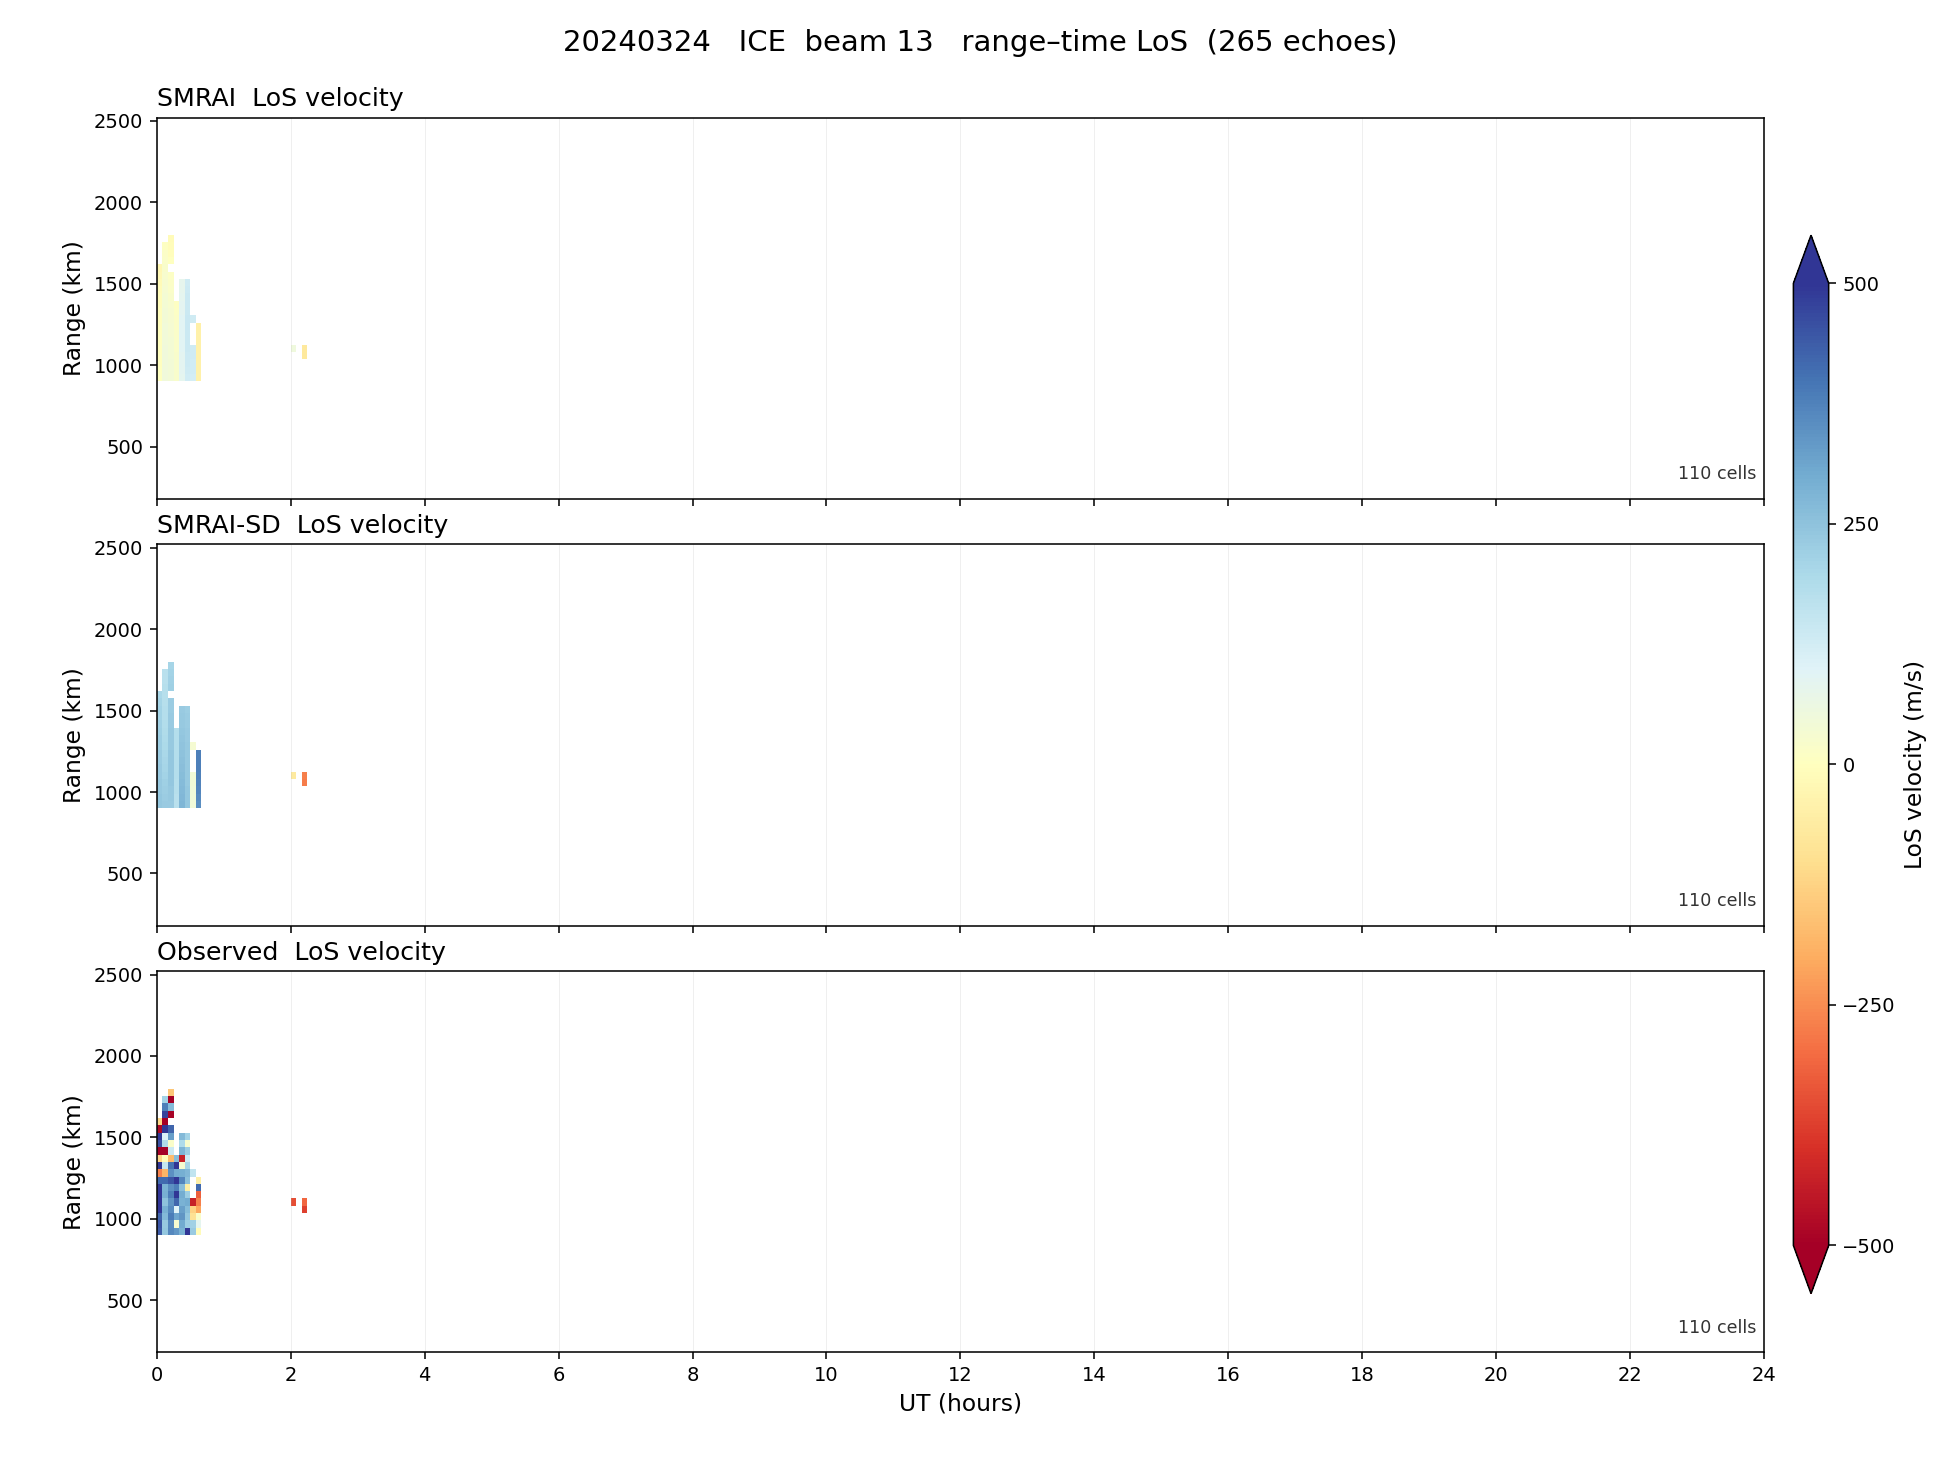 20240324   ICE  beam 13   range–time LoS  (265 echoes)
SMRAI  LoS velocity
2500
2000
1500
1000
500
Range (km)
110 cells
SMRAI-SD  LoS velocity
2500
2000
1500
1000
500
Range (km)
110 cells
Observed  LoS velocity
2500
2000
1500
1000
500
Range (km)
110 cells
0 2 4 6 8 10 12 14 16 18 20 22 24
UT (hours)
500
250
0
−250
−500
LoS velocity (m/s)